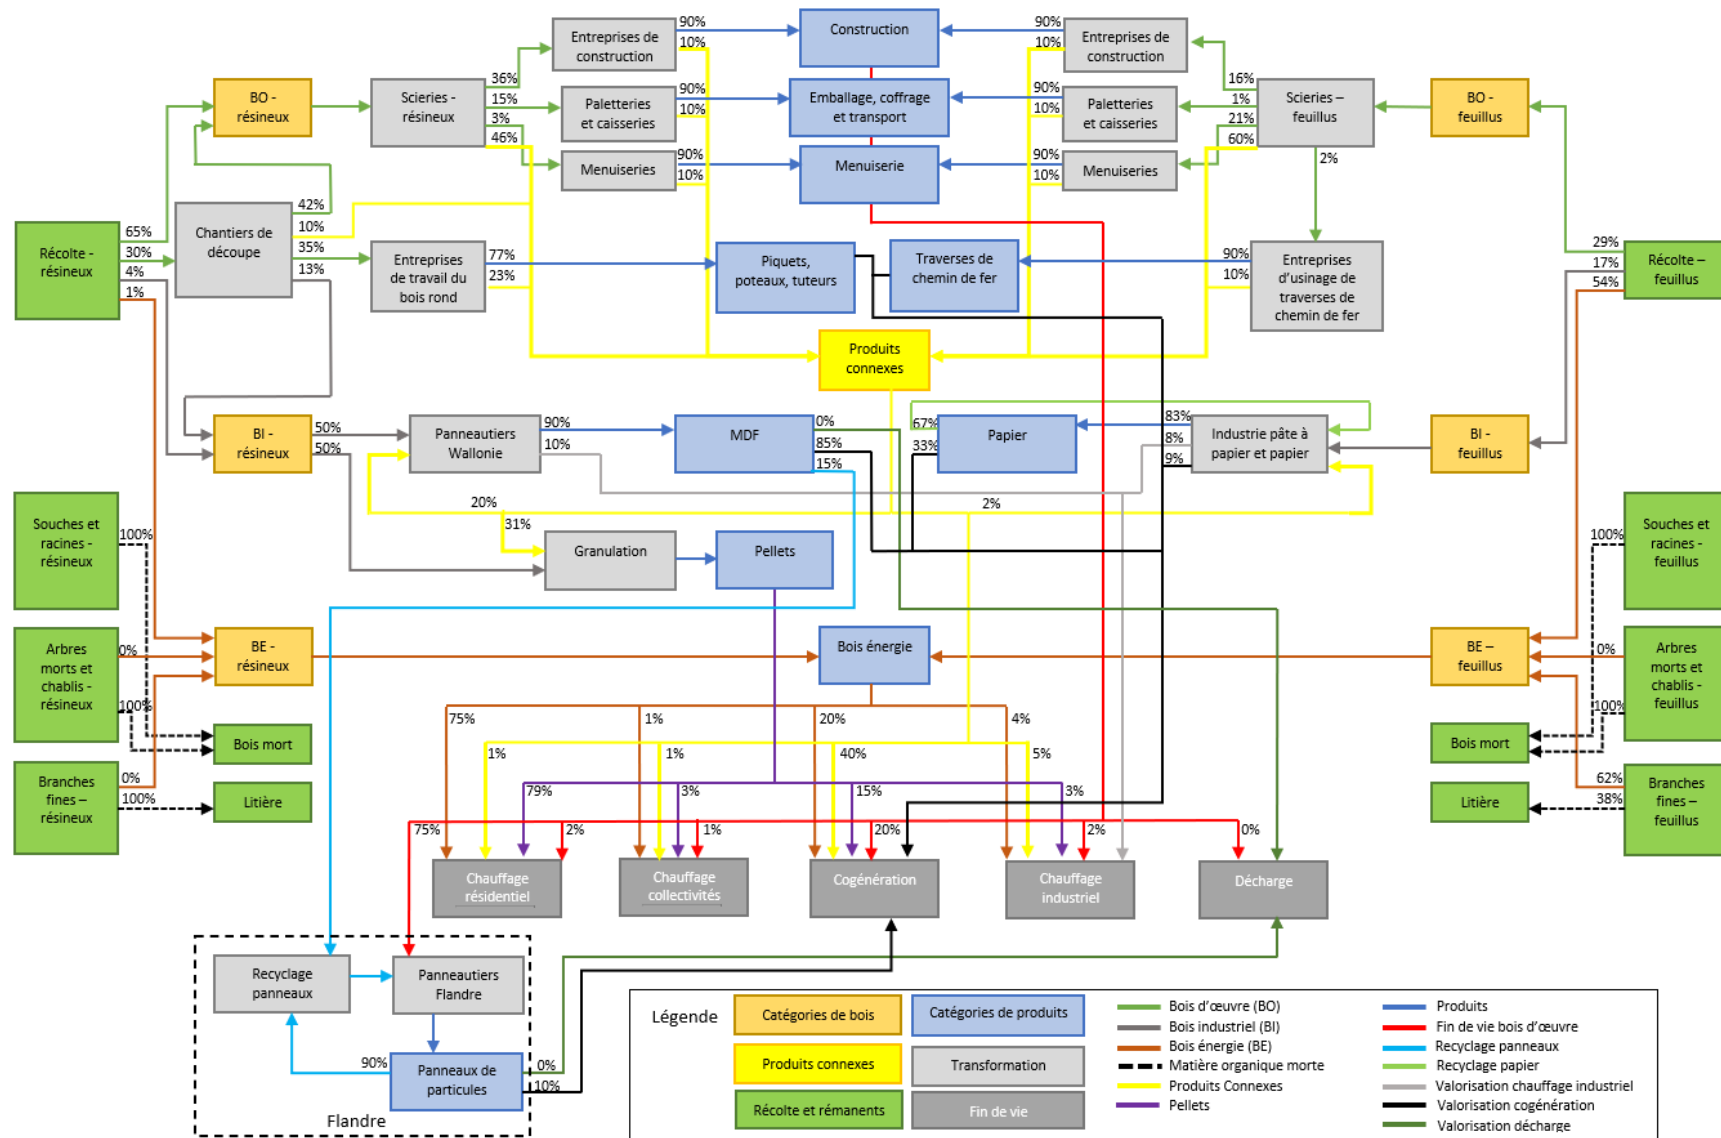 90%
10%
Entreprises de
construction
Construction
90%
10%
Entreprises de
construction
BO -
résineux
Scieries -
résineux
36%
15%
3%
46%
90%
10%
Paletteries
et caisseries
Emballage, coffrage
et transport
90%
10%
Paletteries
et caisseries
16%
1%
21%
60%
2%
Scieries –
feuillus
BO -
feuillus
Menuiseries
90%
10%
Menuiserie
90%
10%
Menuiseries
Récolte -
résineux
65%
30%
4%
1%
Chantiers de
découpe
42%
10%
35%
13%
Entreprises
de travail du
bois rond
77%
23%
Piquets,
poteaux, tuteurs
Traverses de
chemin de fer
90%
10%
Entreprises
d'usinage de
traverses de
chemin de fer
29%
17%
54%
Récolte –
feuillus
Produits
connexes
BI -
résineux
50%
50%
Panneautiers
Wallonie
90%
10%
MDF
0%
85%
15%
67%
33%
Papier
83%
8%
9%
Industrie pâte à
papier et papier
BI -
feuillus
20%
2%
31%
Granulation
Pellets
Souches et
racines -
résineux
100%
100%
Souches et
racines -
feuillus
Arbres
morts et
chablis -
résineux
0%
100%
BE -
résineux
Bois énergie
BE –
feuillus
0%
100%
Arbres
morts et
chablis -
feuillus
Bois mort
Bois mort
75%
1%
20%
4%
1%
1%
40%
5%
Branches
fines –
résineux
0%
100%
Litière
Litière
62%
38%
Branches
fines –
feuillus
79%
3%
15%
3%
75%
2%
1%
20%
2%
0%
Chauffage
résidentiel
Chauffage
collectivités
Cogénération
Chauffage
industriel
Décharge
Recyclage
panneaux
Panneautiers
Flandre
90%
Panneaux de
particules
0%
10%
Flandre
Légende
Catégories de bois
Catégories de produits
Produits connexes
Transformation
Récolte et rémanents
Fin de vie
Bois d'œuvre (BO)
Bois industriel (BI)
Bois énergie (BE)
Matière organique morte
Produits Connexes
Pellets
Produits
Fin de vie bois d'œuvre
Recyclage panneaux
Recyclage papier
Valorisation chauffage industriel
Valorisation cogénération
Valorisation décharge